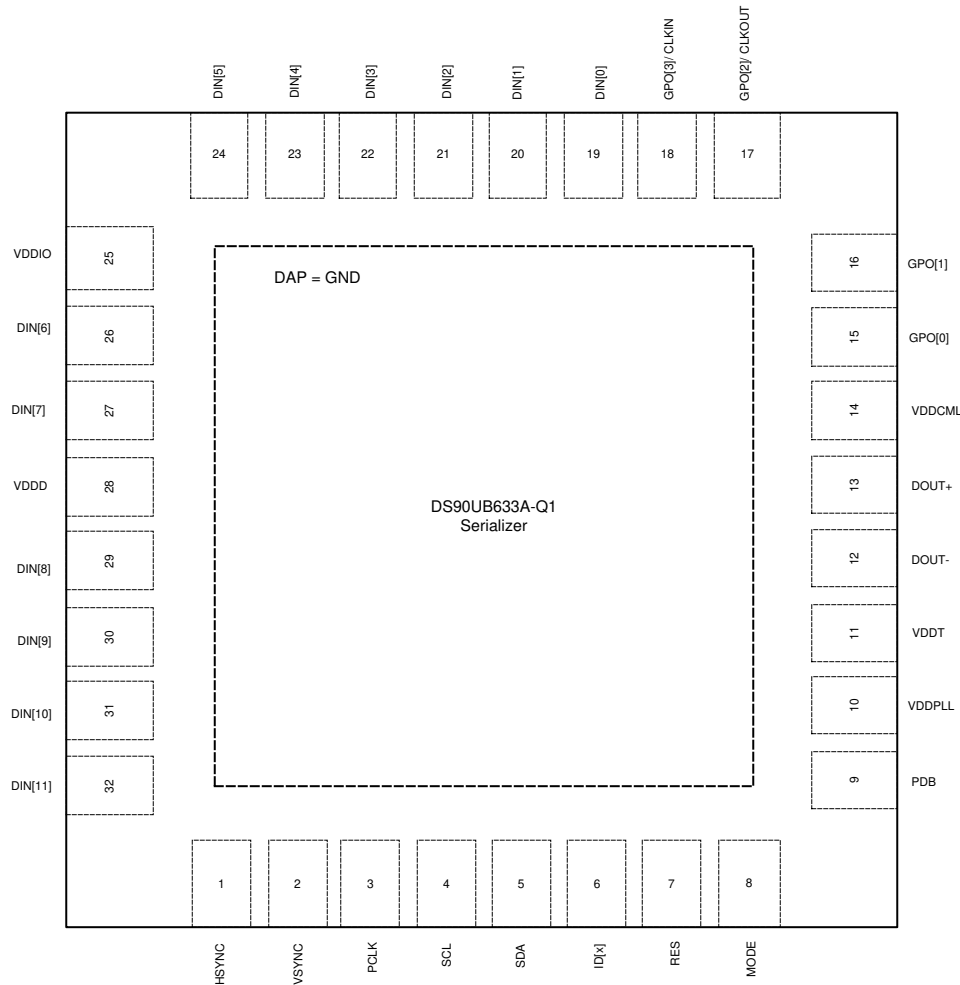 DIN[5]
DIN[4]
DIN[3]
DIN[2]
DIN[1]
DIN[0]
GPO[3]/ CLKIN
GPO[2]/ CLKOUT
24
23
22
21
20
19
18
17
VDDIO
25
DIN[6]
26
DIN[7]
27
VDDD
28
DIN[8]
29
DIN[9]
30
DIN[10]
31
DIN[11]
32
DAP = GND
DS90UB633A-Q1
Serializer
16
GPO[1]
15
GPO[0]
14
VDDCML
13
DOUT+
12
DOUT-
11
VDDT
10
VDDPLL
9
PDB
1
2
3
4
5
6
7
8
HSYNC
VSYNC
PCLK
SCL
SDA
ID[x]
RES
MODE